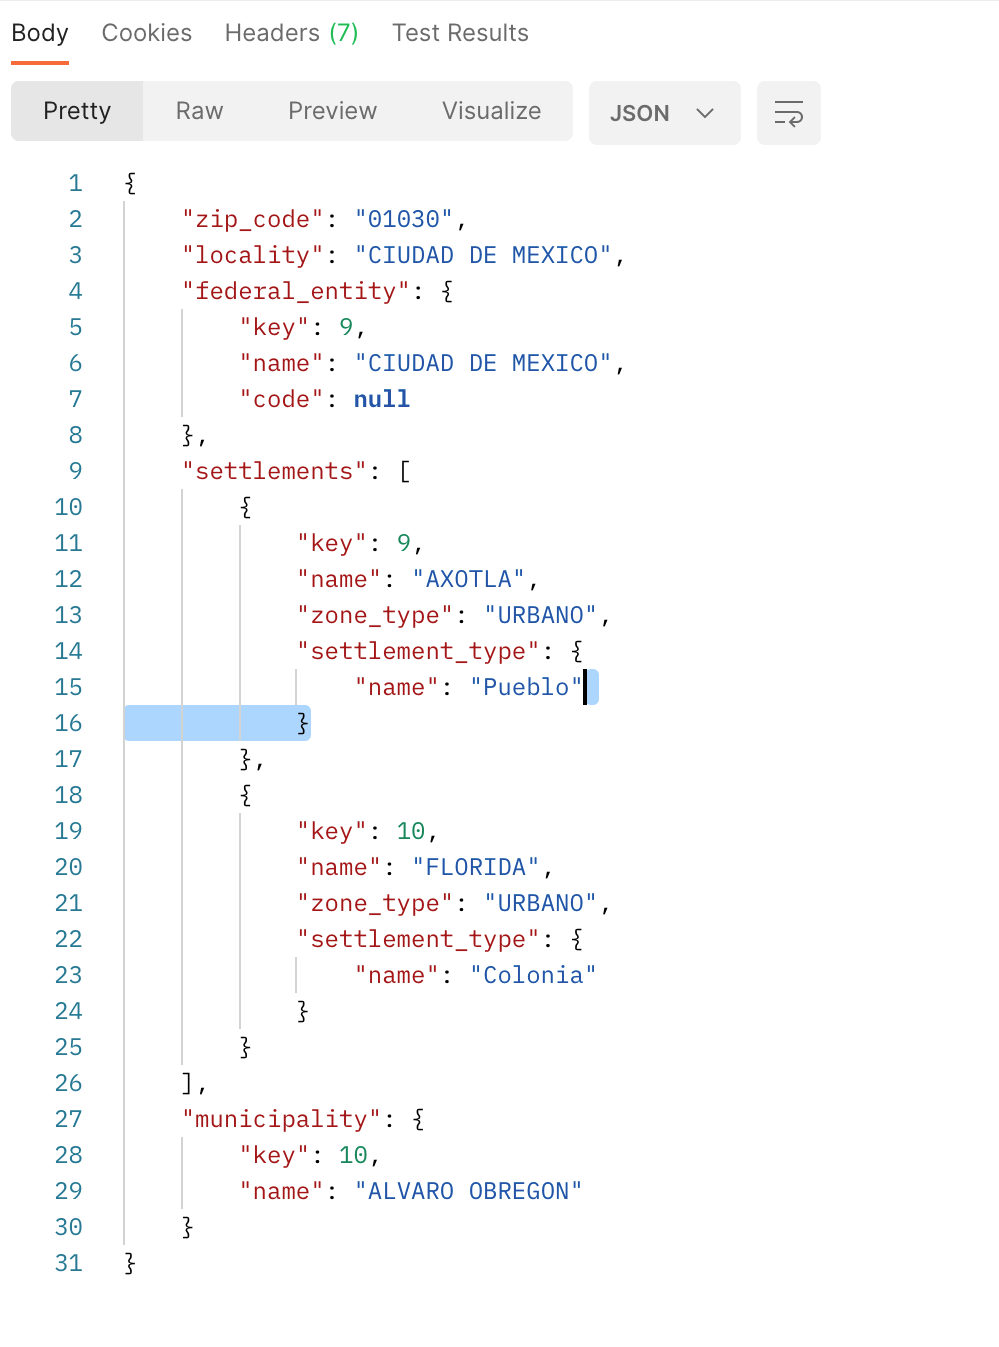 Body Cookies Headers (7) Test Results
Pretty Raw Preview Visualize JSON
1 {
2 "zip_code": "01030",
3 "locality": "CIUDAD DE MEXICO",
4 "federal_entity": {
5 "key": 9,
6 "name": "CIUDAD DE MEXICO",
7 "code": null
8 },
9 "settlements": [
10 {
11 "key": 9,
12 "name": "AXOTLA",
13 "zone_type": "URBANO",
14 "settlement_type": {
15 "name": "Pueblo"
16 }
17 },
18 {
19 "key": 10,
20 "name": "FLORIDA",
21 "zone_type": "URBANO",
22 "settlement_type": {
23 "name": "Colonia"
24 }
25 }
26 ],
27 "municipality": {
28 "key": 10,
29 "name": "ALVARO OBREGON"
30 }
31 }